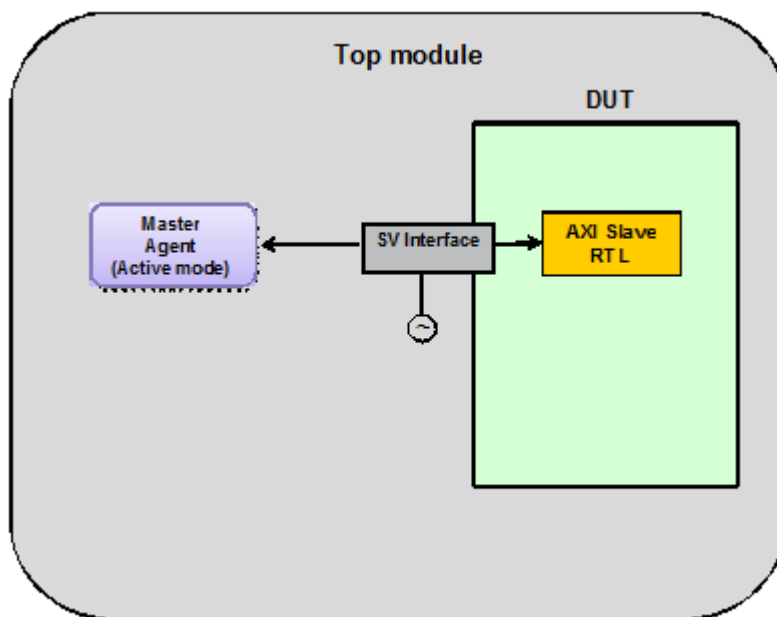 Top module
DUT
Master
Agent
(Active mode)
SV Interface
AXI Slave
RTL
~